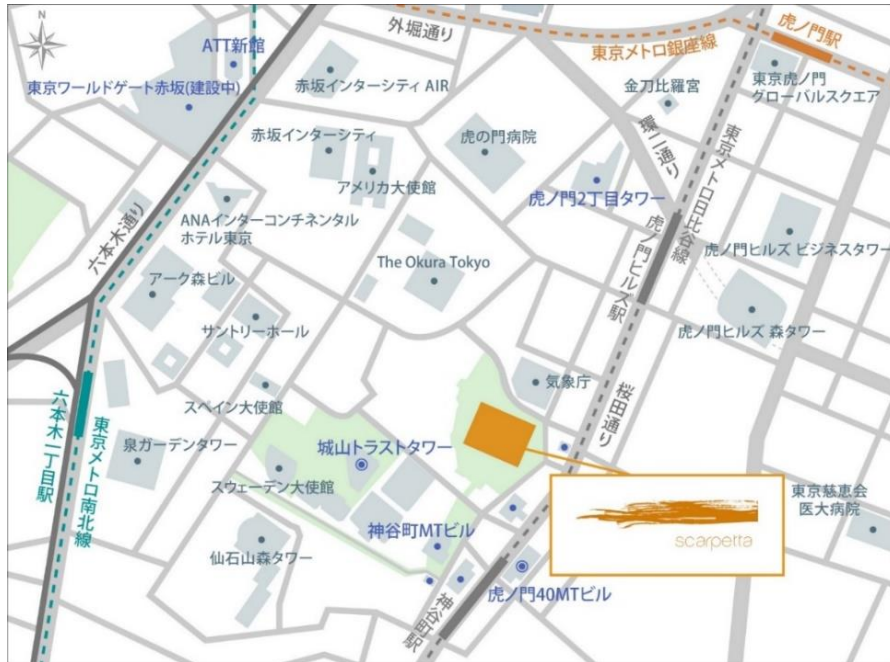 N
外堀通り
虎ノ門駅
ATT新館
東京メトロ銀座線
東京ワールドゲート赤坂(建設中)
赤坂インターシティ AIR
金刀比羅宮
東京虎ノ門
グローバルスクエア
赤坂インターシティ
虎の門病院
環二通り
東京メトロ日比谷線
アメリカ大使館
虎ノ門2丁目タワー
六本木通り
ANAインターコンチネンタル
ホテル東京
虎ノ門ヒルズ駅
虎ノ門ヒルズ ビジネスタワー
The Okura Tokyo
アーク森ビル
サントリーホール
虎ノ門ヒルズ 森タワー
気象庁
桜田通り
スペイン大使館
六本木一丁目駅
東京メトロ南北線
泉ガーデンタワー
城山トラストタワー
スウェーデン大使館
東京慈恵会
医大病院
神谷町MTビル
scarpetta
仙石山森タワー
神谷町駅
虎ノ門40MTビル